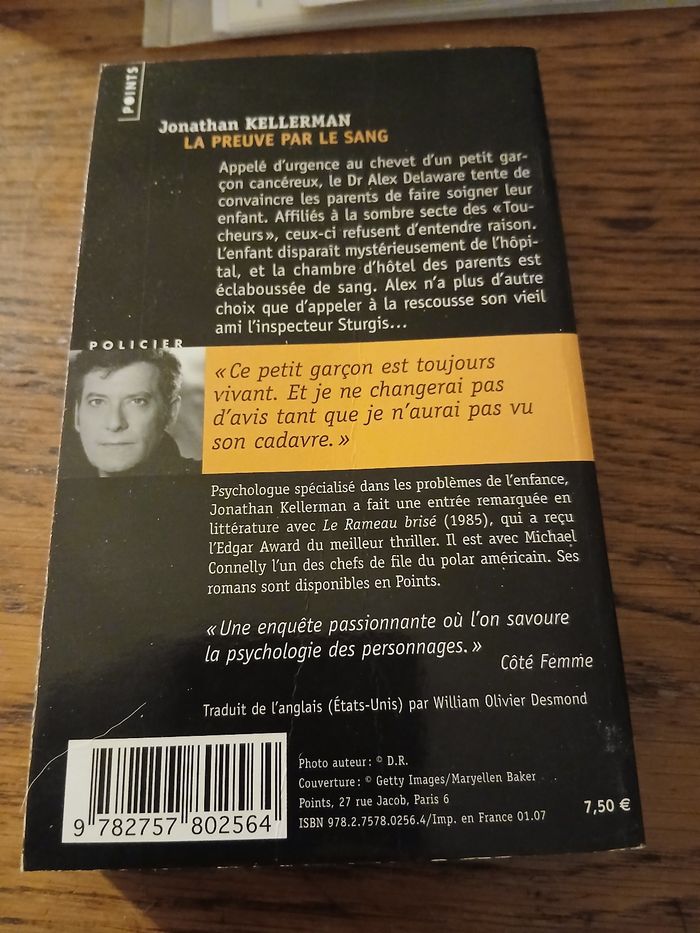 POINTS
Jonathan KELLERMAN
LA PREUVE PAR LE SANG
Appelé d'urgence au chevet d'un petit gar-
çon cancéreux, le Dr Alex Delaware tente de
convaincre les parents de faire soigner leur
enfant. Affiliés à la sombre secte des «Tou-
cheurs», ceux-ci refusent d'entendre raison.
L'enfant disparaît mystérieusement de l'hôpi-
tal, et la chambre d'hôtel des parents est
éclaboussée de sang. Alex n'a plus d'autre
choix que d'appeler à la rescousse son vieil
ami l'inspecteur Sturgis...
POLICIER
«Ce petit garçon est toujours
vivant. Et je ne changerai pas
d'avis tant que je n'aurai pas vu
son cadavre.»
Psychologue spécialisé dans les problèmes de l'enfance,
Jonathan Kellerman a fait une entrée remarquée en
littérature avec Le Rameau brisé (1985), qui a reçu
l'Edgar Award du meilleur thriller. Il est avec Michael
Connelly l'un des chefs de file du polar américain. Ses
romans sont disponibles en Points.
«Une enquête passionnante où l'on savoure
la psychologie des personnages.»
Côté Femme
Traduit de l'anglais (États-Unis) par William Olivier Desmond
Photo auteur : © D.R.
Couverture : © Getty Images/Maryellen Baker
Points, 27 rue Jacob, Paris 6
ISBN 978.2.7578.0256.4/Imp. en France 01.07
7,50 €
9 782757 802564